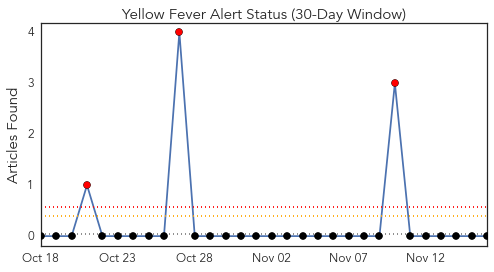 Yellow Fever Alert Status (30-Day Window)
Articles Found
4
3
2
1
0
Oct 18 Oct 23 Oct 28 Nov 02 Nov 07 Nov 12